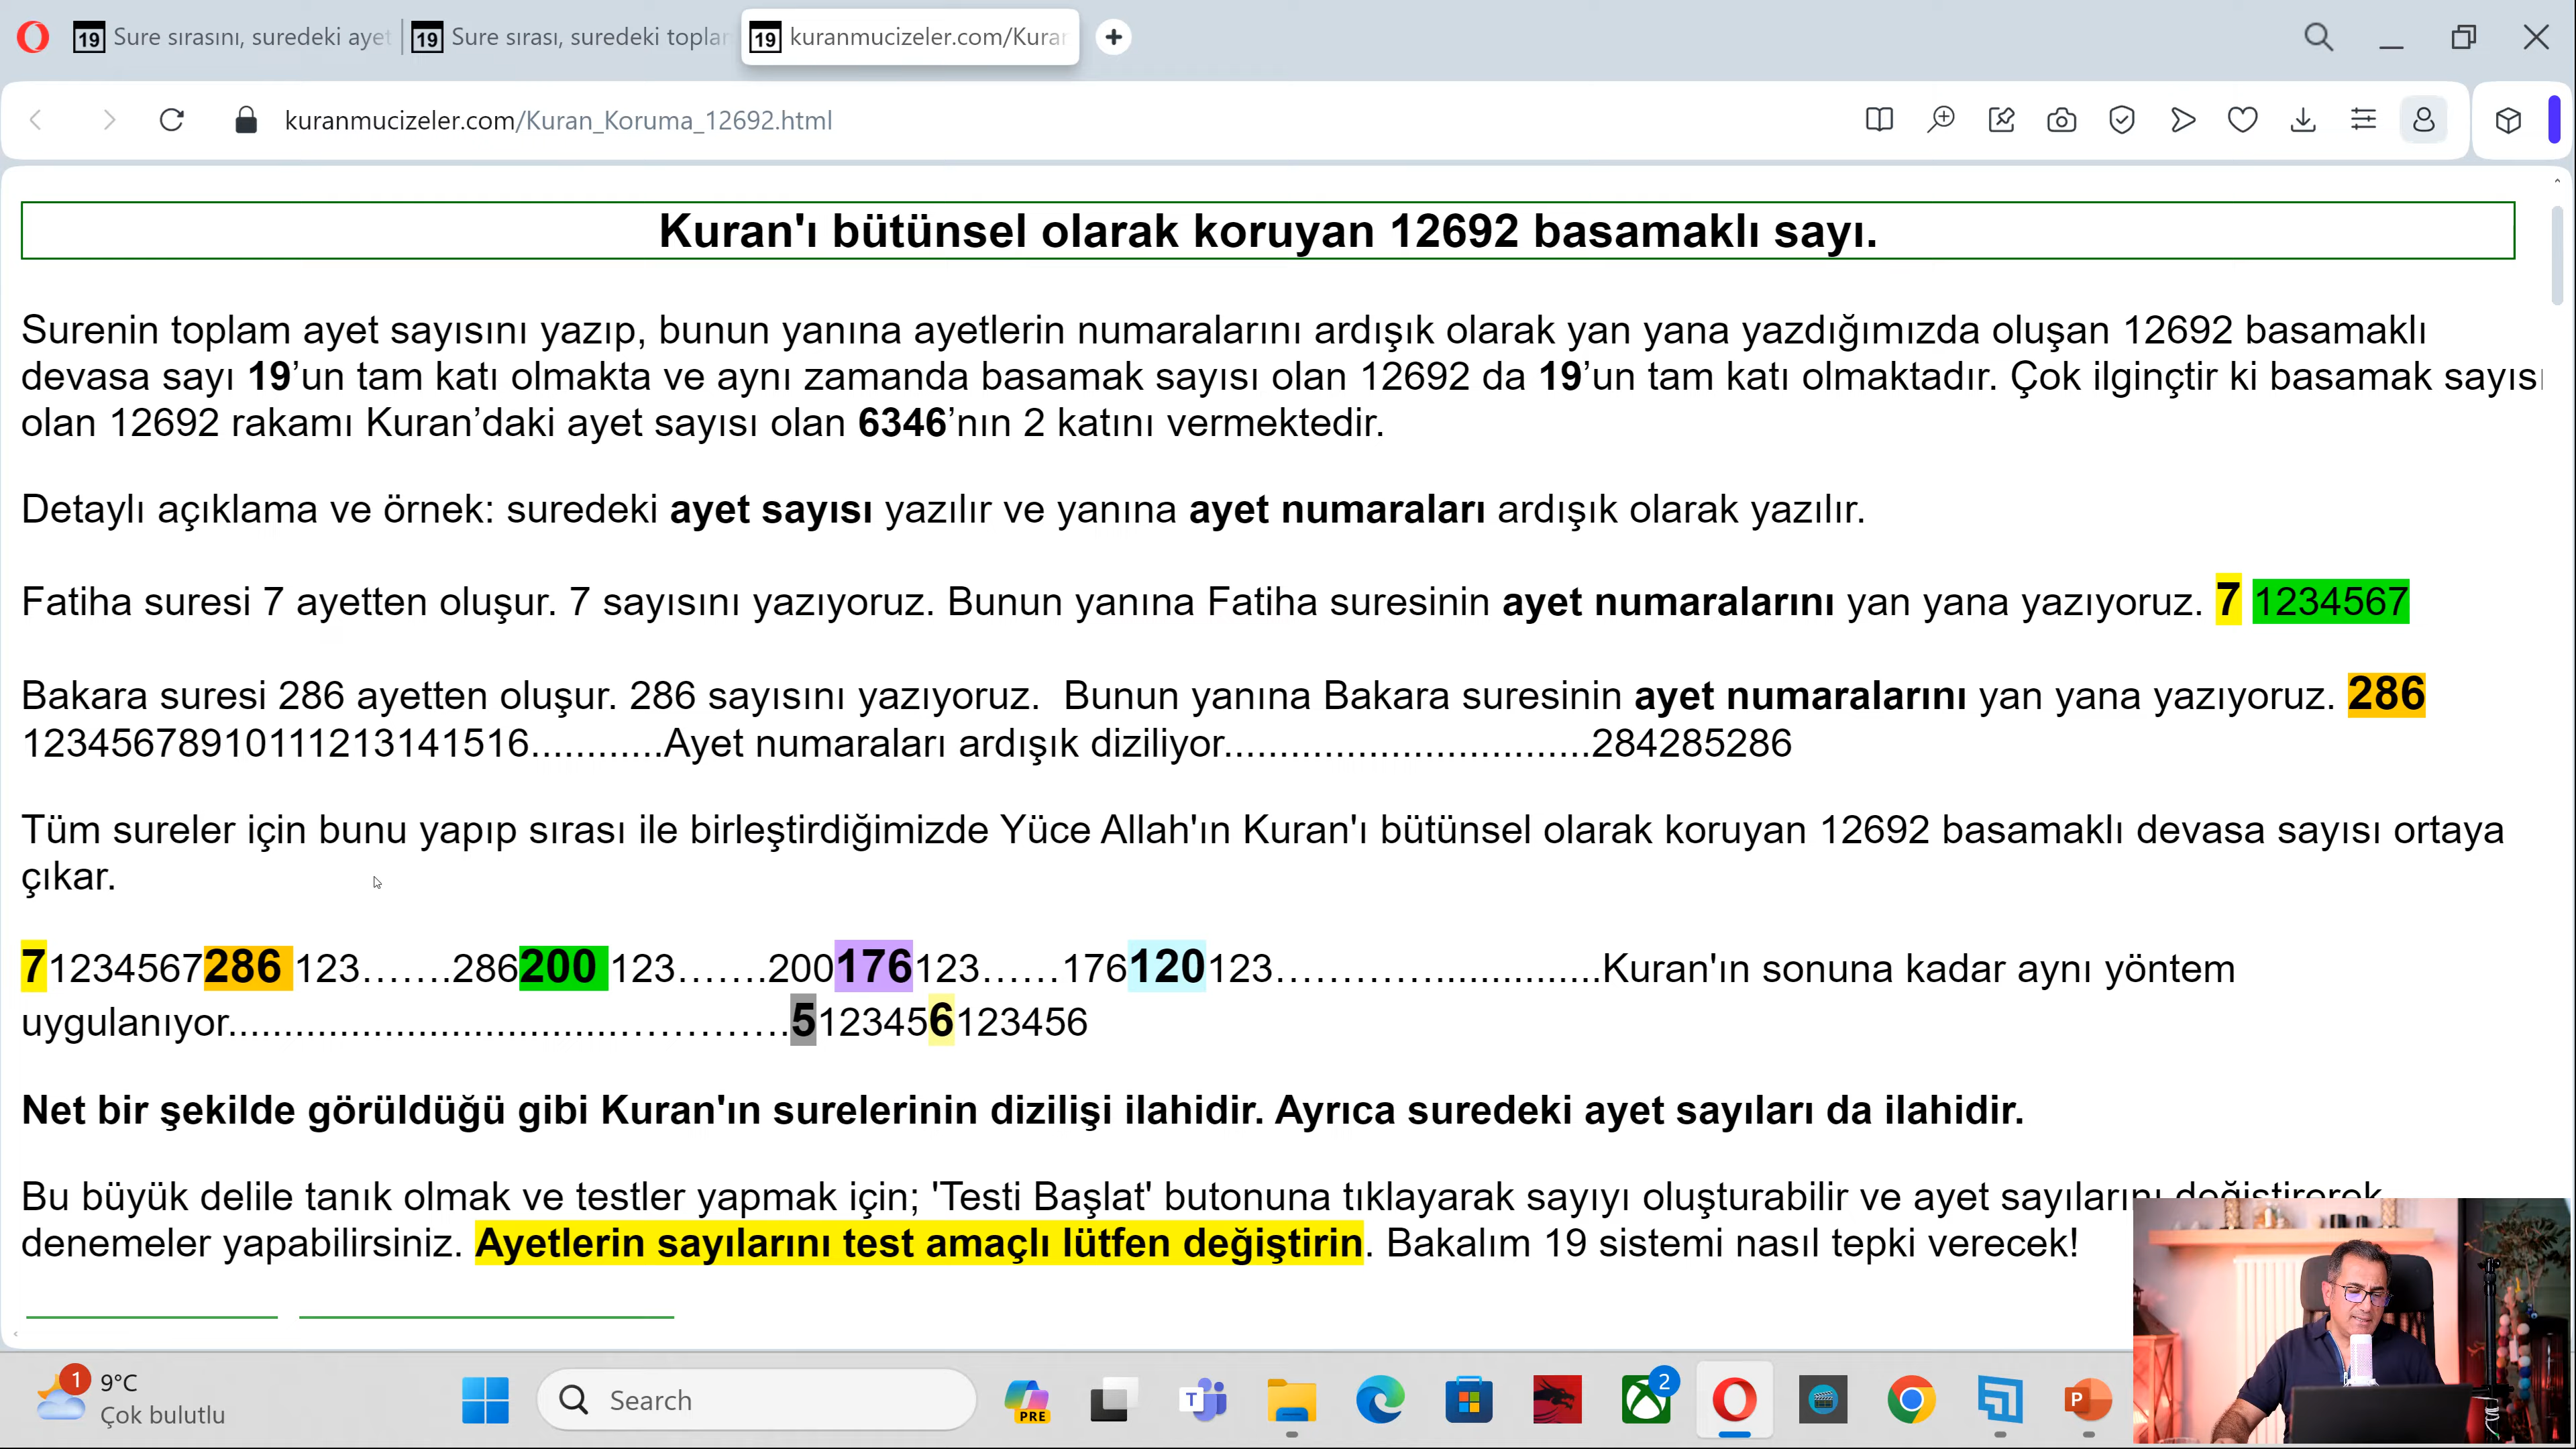 19 Sure sırasını, suredeki ayet
19 Sure sırası, suredeki toplan
19 kuranmucizeler.com/Kurar
kuranmucizeler.com/Kuran_Koruma_12692.html
Kuran'ı bütünsel olarak koruyan 12692 basamaklı sayı.
Surenin toplam ayet sayısını yazıp, bunun yanına ayetlerin numaralarını ardışık olarak yan yana yazdığımızda oluşan 12692 basamaklı
devasa sayı 19’un tam katı olmakta ve aynı zamanda basamak sayısı olan 12692 da 19’un tam katı olmaktadır. Çok ilginçtir ki basamak sayısı
olan 12692 rakamı Kuran’daki ayet sayısı olan 6346’nın 2 katını vermektedir.
Detaylı açıklama ve örnek: suredeki ayet sayısı yazılır ve yanına ayet numaraları ardışık olarak yazılır.
Fatiha suresi 7 ayetten oluşur. 7 sayısını yazıyoruz. Bunun yanına Fatiha suresinin ayet numaralarını yan yana yazıyoruz. 7 1234567
Bakara suresi 286 ayetten oluşur. 286 sayısını yazıyoruz.  Bunun yanına Bakara suresinin ayet numaralarını yan yana yazıyoruz. 286
12345678910111213141516............Ayet numaraları ardışık diziliyor.................................284285286
Tüm sureler için bunu yapıp sırası ile birleştirdiğimizde Yüce Allah'ın Kuran'ı bütünsel olarak koruyan 12692 basamaklı devasa sayısı ortaya
çıkar.
71234567286 123…….286200 123…….200176123……176120123…………….............Kuran'ın sonuna kadar aynı yöntem
uygulanıyor....................................………….5123456123456
Net bir şekilde görüldüğü gibi Kuran'ın surelerinin dizilişi ilahidir. Ayrıca suredeki ayet sayıları da ilahidir.
Bu büyük delile tanık olmak ve testler yapmak için; 'Testi Başlat' butonuna tıklayarak sayıyı oluşturabilir ve ayet sayılarını değiştirerek
denemeler yapabilirsiniz. Ayetlerin sayılarını test amaçlı lütfen değiştirin. Bakalım 19 sistemi nasıl tepki verecek!
1
9°C
Çok bulutlu
Search
PRE
T
2
P